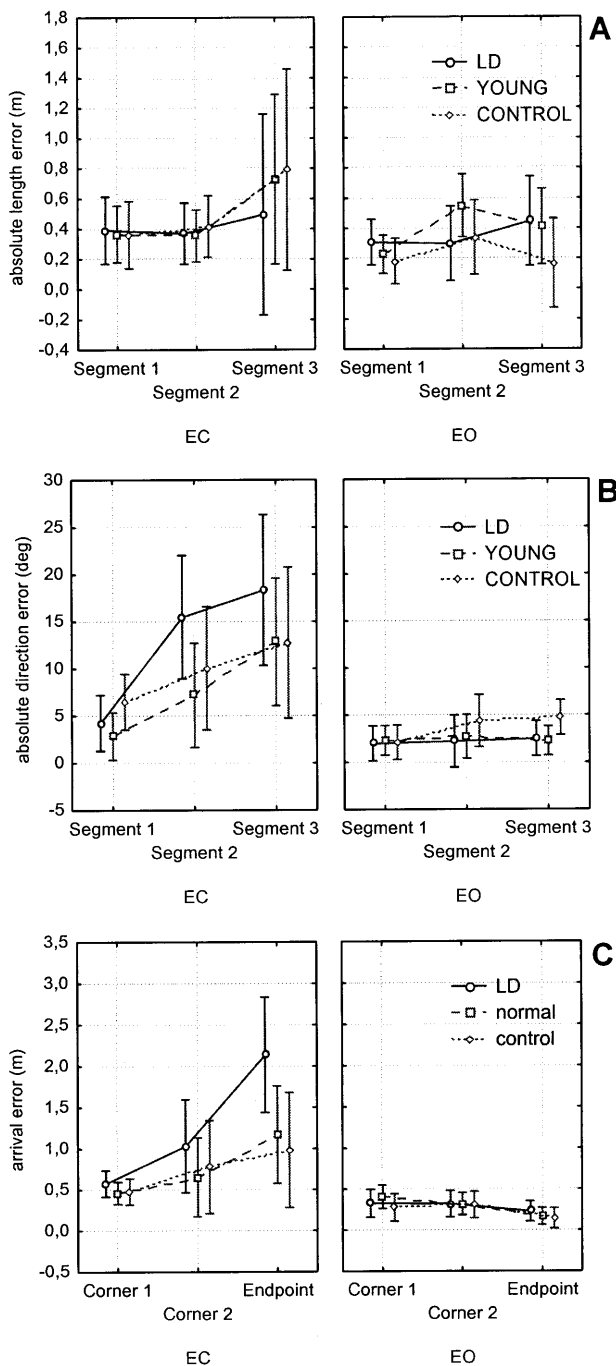 A
absolute length error (m)
1,8
1,6
1,4
1,2
1,0
0,8
0,6
0,4
0,2
0,0
-0,2
-0,4
LD
YOUNG
CONTROL
Segment 1 Segment 3 Segment 1 Segment 3
Segment 2 Segment 2
EC EO
B
absolute direction error (deg)
30
25
20
15
10
5
0
-5
LD
YOUNG
CONTROL
Segment 1 Segment 3 Segment 1 Segment 3
Segment 2 Segment 2
EC EO
C
arrival error (m)
3,5
3,0
2,5
2,0
1,5
1,0
0,5
0,0
-0,5
LD
normal
control
Corner 1 Endpoint Corner 1 Endpoint
Corner 2 Corner 2
EC EO